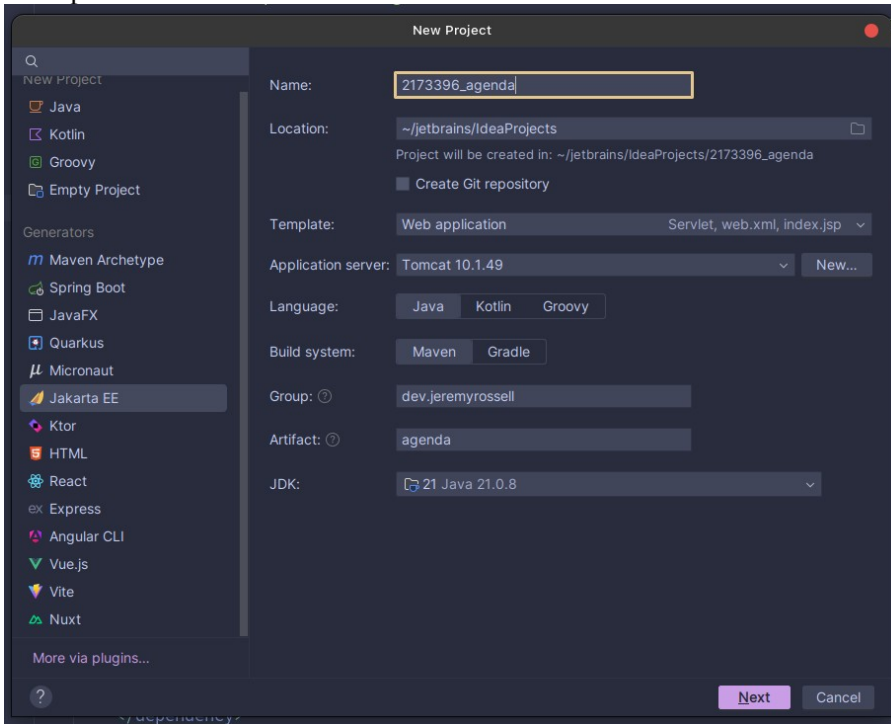 New Project
New Project
Java
Kotlin
Groovy
Empty Project
Generators
Maven Archetype
Spring Boot
JavaFX
Quarkus
Micronaut
Jakarta EE
Ktor
HTML
React
ex Express
Angular CLI
Vue.js
Vite
Nuxt
More via plugins...
?
Name: 2173396_agenda
Location: ~/jetbrains/IdeaProjects
Project will be created in: ~/jetbrains/IdeaProjects/2173396_agenda
Create Git repository
Template: Web application Servlet, web.xml, index.jsp
Application server: Tomcat 10.1.49 New...
Language: Java Kotlin Groovy
Build system: Maven Gradle
Group: ? dev.jeremyrossell
Artifact: ? agenda
JDK: 21 Java 21.0.8
Next Cancel
</dependency>